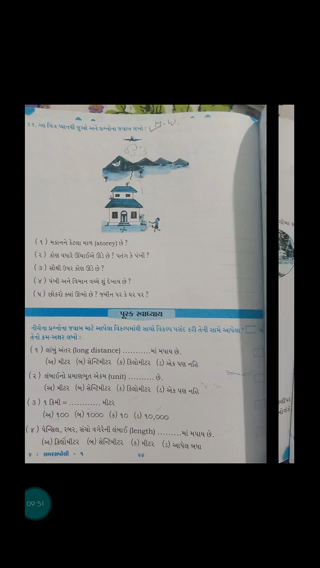 ૧૧. આ ચિત્ર ધ્યાનથી જુઓ અને પ્રશ્નોના જવાબ લખો : H.W.
(૧) મકાનને કેટલા માળ (storey) છે ?
(૨) કોણ વધારે ઊંચાઈએ ઊડે છે ? પતંગ કે પંખી ?
(૩) સૌથી ઉપર કોણ ઊડે છે ?
(૪) પંખી અને વિમાન વચ્ચે શું દેખાય છે ?
(૫) છોકરો ક્યાં ઊભો છે ? જમીન પર કે ઘર પર ?
પૂરક સ્વાધ્યાય
નીચેના પ્રશ્નોના જવાબ માટે આપેલા વિકલ્પોમાંથી સાચો વિકલ્પ પસંદ કરી તેની સામે આપેલા
તેનો ક્રમ-અક્ષર લખો :
(૧) લાંબું અંતર (long distance) .......... માં મપાય છે.
(અ) મીટર (બ) સેન્ટિમીટર (ક) કિલોમીટર (ડ) એક પણ નહિ
(૨) લંબાઈનો પ્રમાણભૂત એકમ (unit) .......... છે.
(અ) મીટર (બ) સેન્ટિમીટર (ક) કિલોમીટર (ડ) એક પણ નહિ
(૩) ૧ કિમી = ............ મીટર
(અ) ૧૦૦ (બ) ૧૦૦૦ (ક) ૧૦ (ડ) ૧૦,૦૦૦
(૪) પેન્સિલ, રબર, સંચો વગેરેની લંબાઈ (length) ......... માં મપાય છે.
(અ) કિલોમીટર (બ) સેન્ટિમીટર (ક) મીટર (ડ) આપેલ બધા
09:51